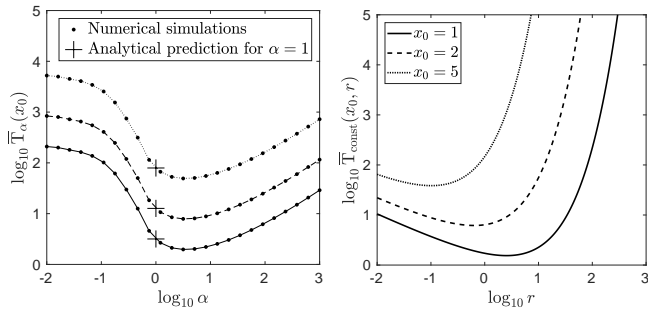 Numerical simulations
Analytical prediction for α = 1
log₁₀ T̅_α(x₀)
5
4
3
2
1
0
-2
-1
0
1
2
3
log₁₀ α
x₀ = 1
x₀ = 2
x₀ = 5
log₁₀ T̅_const(x₀, r)
5
4
3
2
1
0
-2
-1
0
1
2
3
log₁₀ r